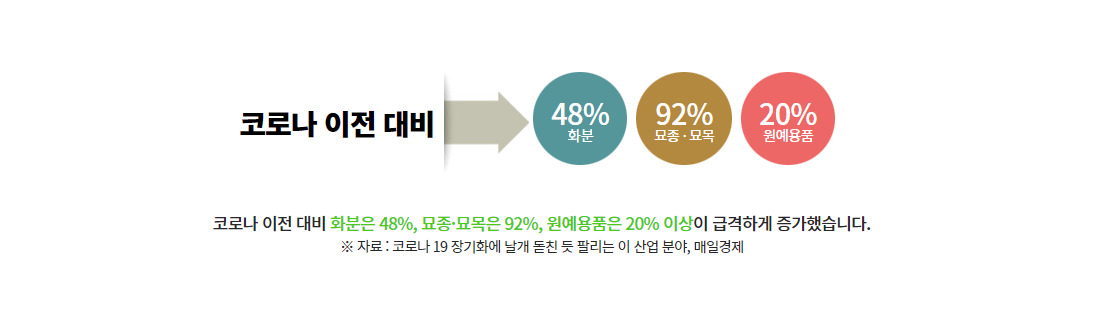 코로나 이전 대비
48%
화분
92%
묘종 · 묘목
20%
원예용품
코로나 이전 대비 화분은 48%, 묘종·묘목은 92%, 원예용품은 20% 이상이 급격하게 증가했습니다.
※ 자료 : 코로나 19 장기화에 날개 돋친 듯 팔리는 이 산업 분야, 매일경제